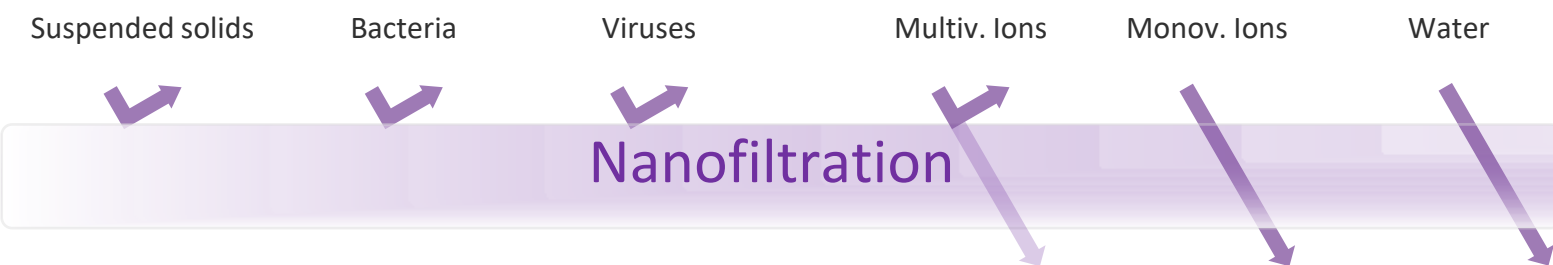 Suspended solids Bacteria Viruses Multiv. Ions Monov. Ions Water
Nanofiltration